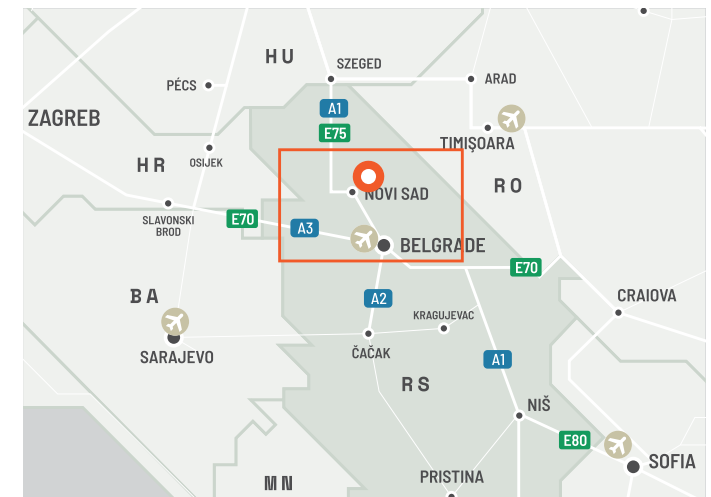 HU
SZEGED
PÉCS
ARAD
A1
ZAGREB
E75
TIMIŞOARA
HR
OSIJEK
RO
NOVI SAD
SLAVONSKI
BROD
E70
A3
BELGRADE
E70
BA
A2
CRAIOVA
KRAGUJEVAC
SARAJEVO
ČAČAK
A1
RS
NIŠ
E80
SOFIA
PRISTINA
MN